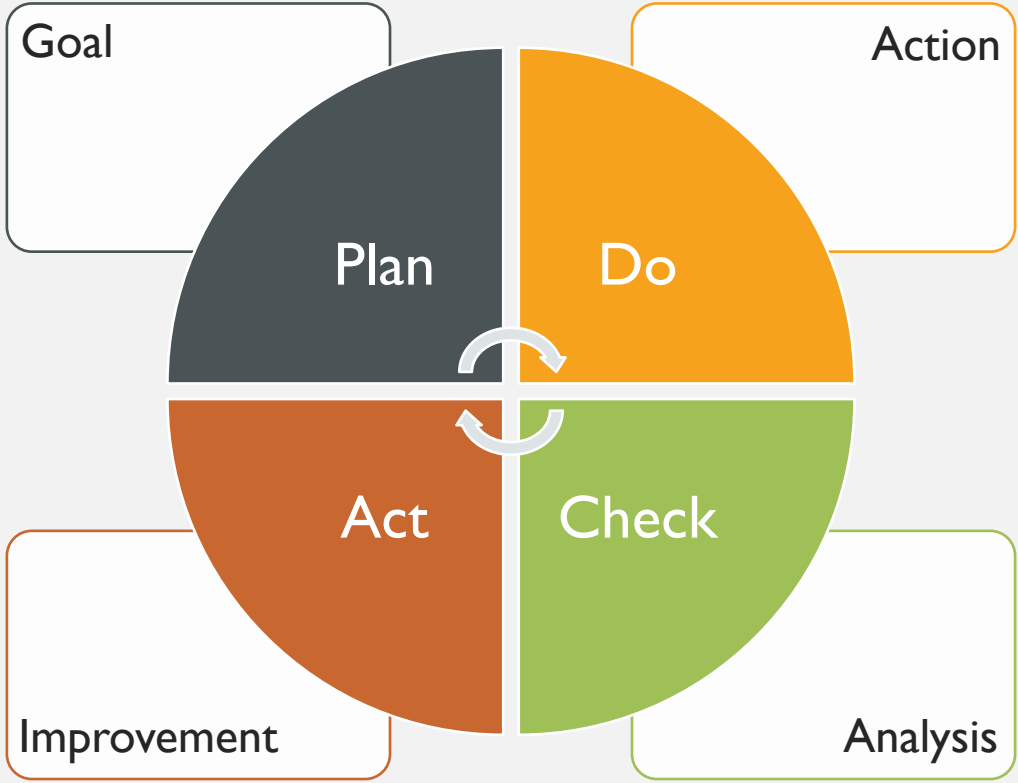 Goal
Action
Plan
Do
Act
Check
Improvement
Analysis